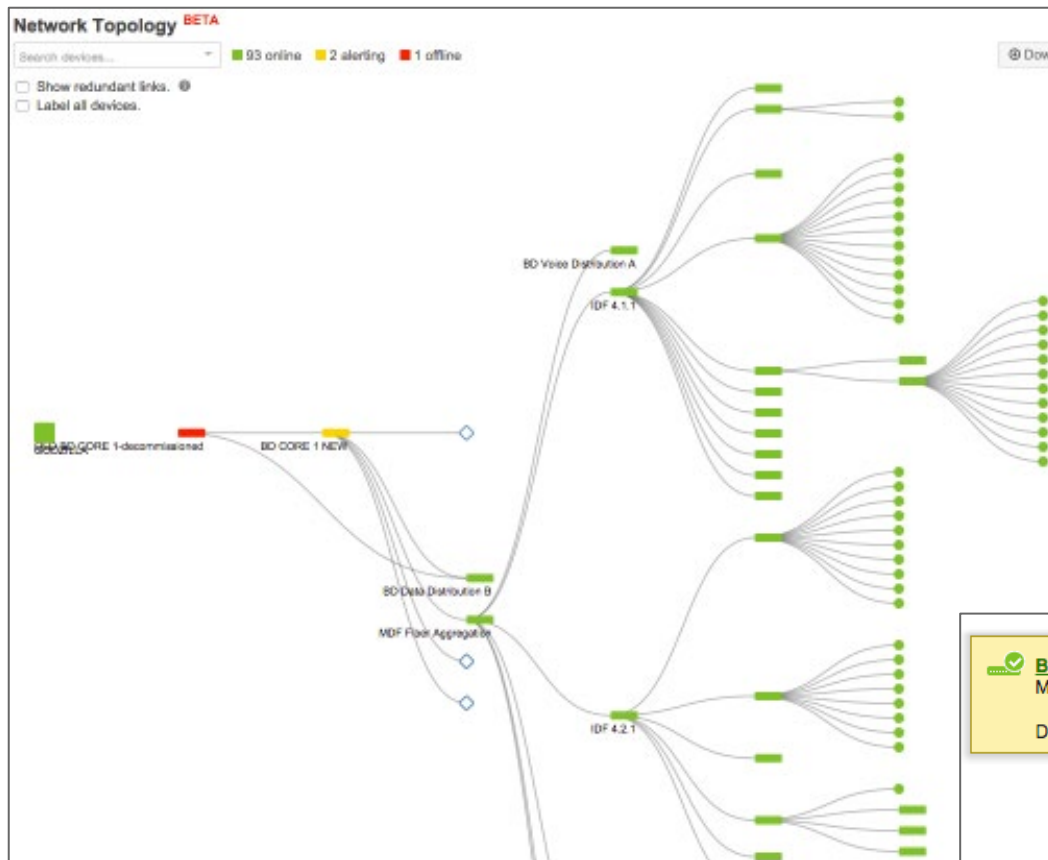 Network Topology BETA
Search devices...
93 online 2 alerting 1 offline
Dow
Show redundant links.
Label all devices.
BD Voice Distribution A
IDF 4.1.1
BD CORE 1-decommissioned
BD CORE 1 NEW
BD Data Distribution B
MDF Fiber Aggregation
B
M
D
IDF 4.2.1